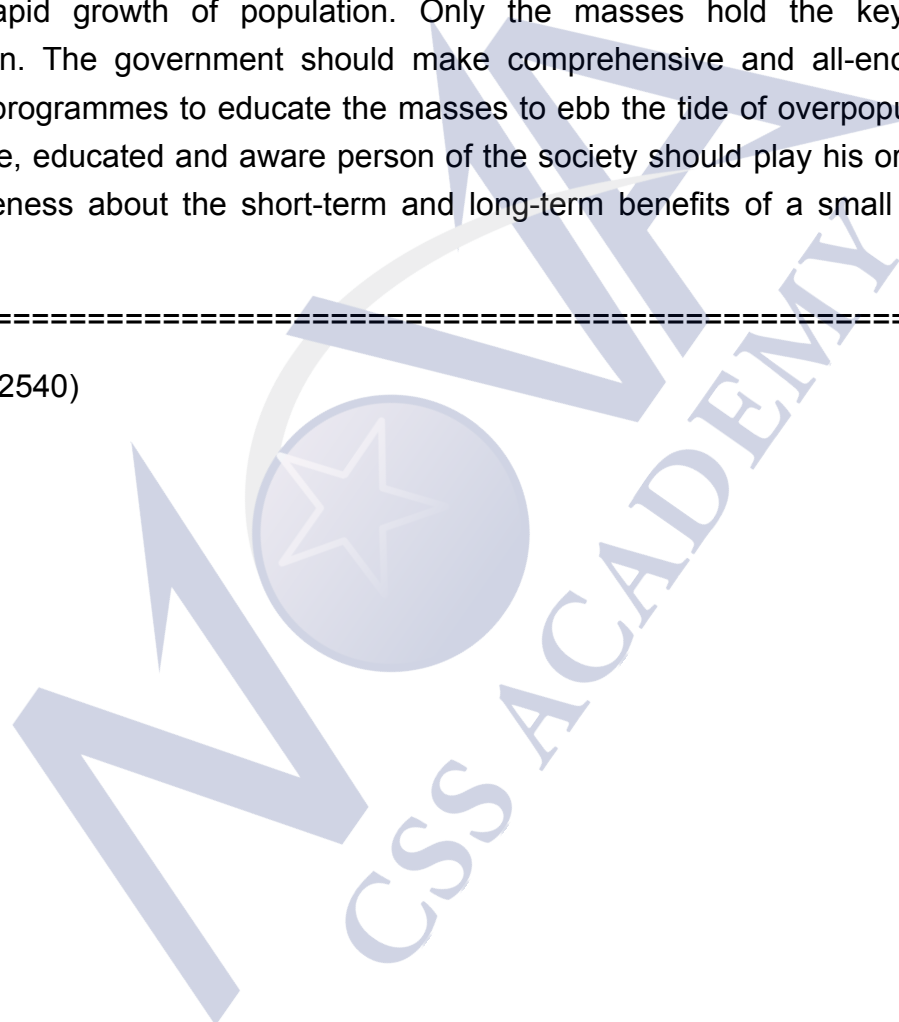 apid growth of population. Only the masses hold the key
n. The government should make comprehensive and all-enc
programmes to educate the masses to ebb the tide of overpopu
e, educated and aware person of the society should play his or
eness about the short-term and long-term benefits of a small
=================================================
2540)
NOVA
CSS ACADEMY